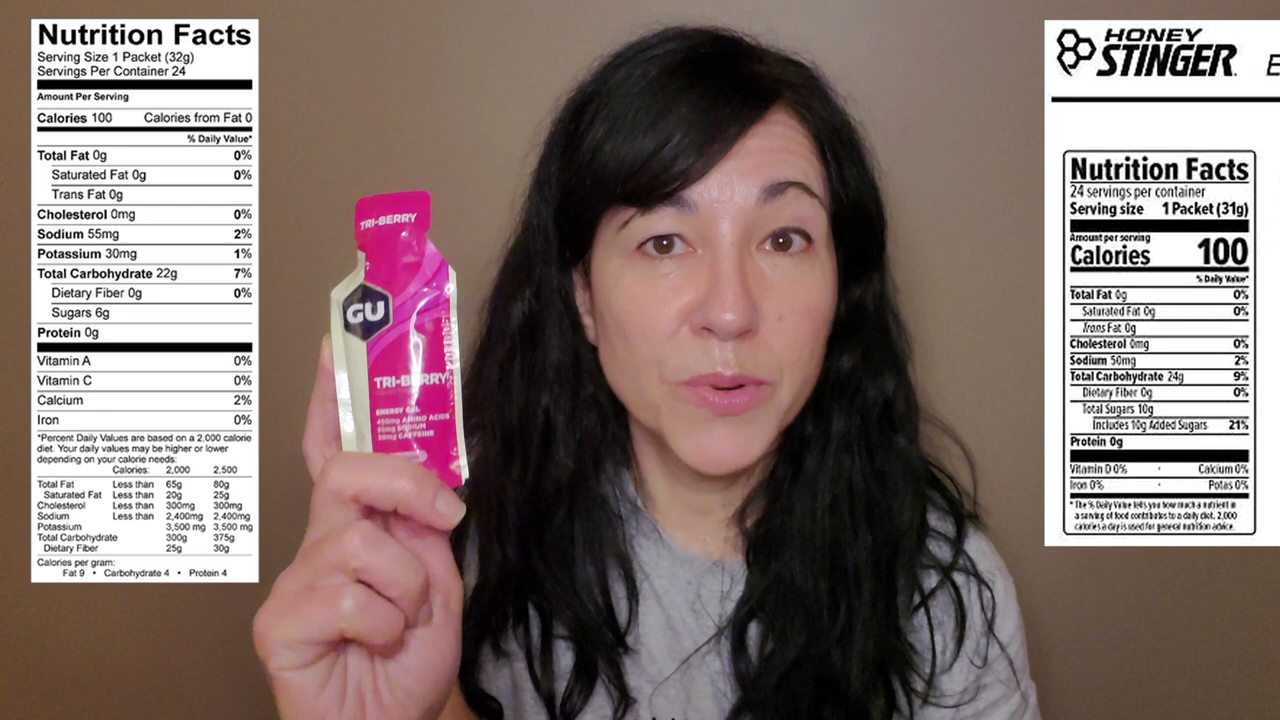 Nutrition Facts
Serving Size 1 Packet (32g)
Servings Per Container 24
Amount Per Serving
Calories 100 Calories from Fat 0
% Daily Value*
Total Fat 0g 0%
Saturated Fat 0g 0%
Trans Fat 0g
Cholesterol 0mg 0%
Sodium 55mg 2%
Potassium 30mg 1%
Total Carbohydrate 22g 7%
Dietary Fiber 0g 0%
Sugars 6g
Protein 0g
Vitamin A 0%
Vitamin C 0%
Calcium 2%
Iron 0%
*Percent Daily Values are based on a 2,000 calorie
diet. Your daily values may be higher or lower
depending on your calorie needs:
Calories: 2,000 2,500
Total Fat Less than 65g 80g
Saturated Fat Less than 20g 25g
Cholesterol Less than 300mg 300mg
Sodium Less than 2,400mg 2,400mg
Potassium 3,500 mg 3,500 mg
Total Carbohydrate 300g 375g
Dietary Fiber 25g 30g
Calories per gram:
Fat 9 • Carbohydrate 4 • Protein 4
TRI-BERRY
GU
TRI-BERRY
ENERGY GEL
450mg AMINO ACIDS
55mg SODIUM
20mg CAFFEINE
HONEY
STINGER
E
Nutrition Facts
24 servings per container
Serving size 1 Packet (31g)
Amount per serving
Calories 100
% Daily Value*
Total Fat 0g 0%
Saturated Fat 0g 0%
Trans Fat 0g
Cholesterol 0mg 0%
Sodium 50mg 2%
Total Carbohydrate 24g 9%
Dietary Fiber 0g 0%
Total Sugars 10g
Includes 10g Added Sugars 21%
Protein 0g
Vitamin D 0% · Calcium 0%
Iron 0% · Potas 0%
* The % Daily Value tells you how much a nutrient in
a serving of food contributes to a daily diet. 2,000
calories a day is used for general nutrition advice.